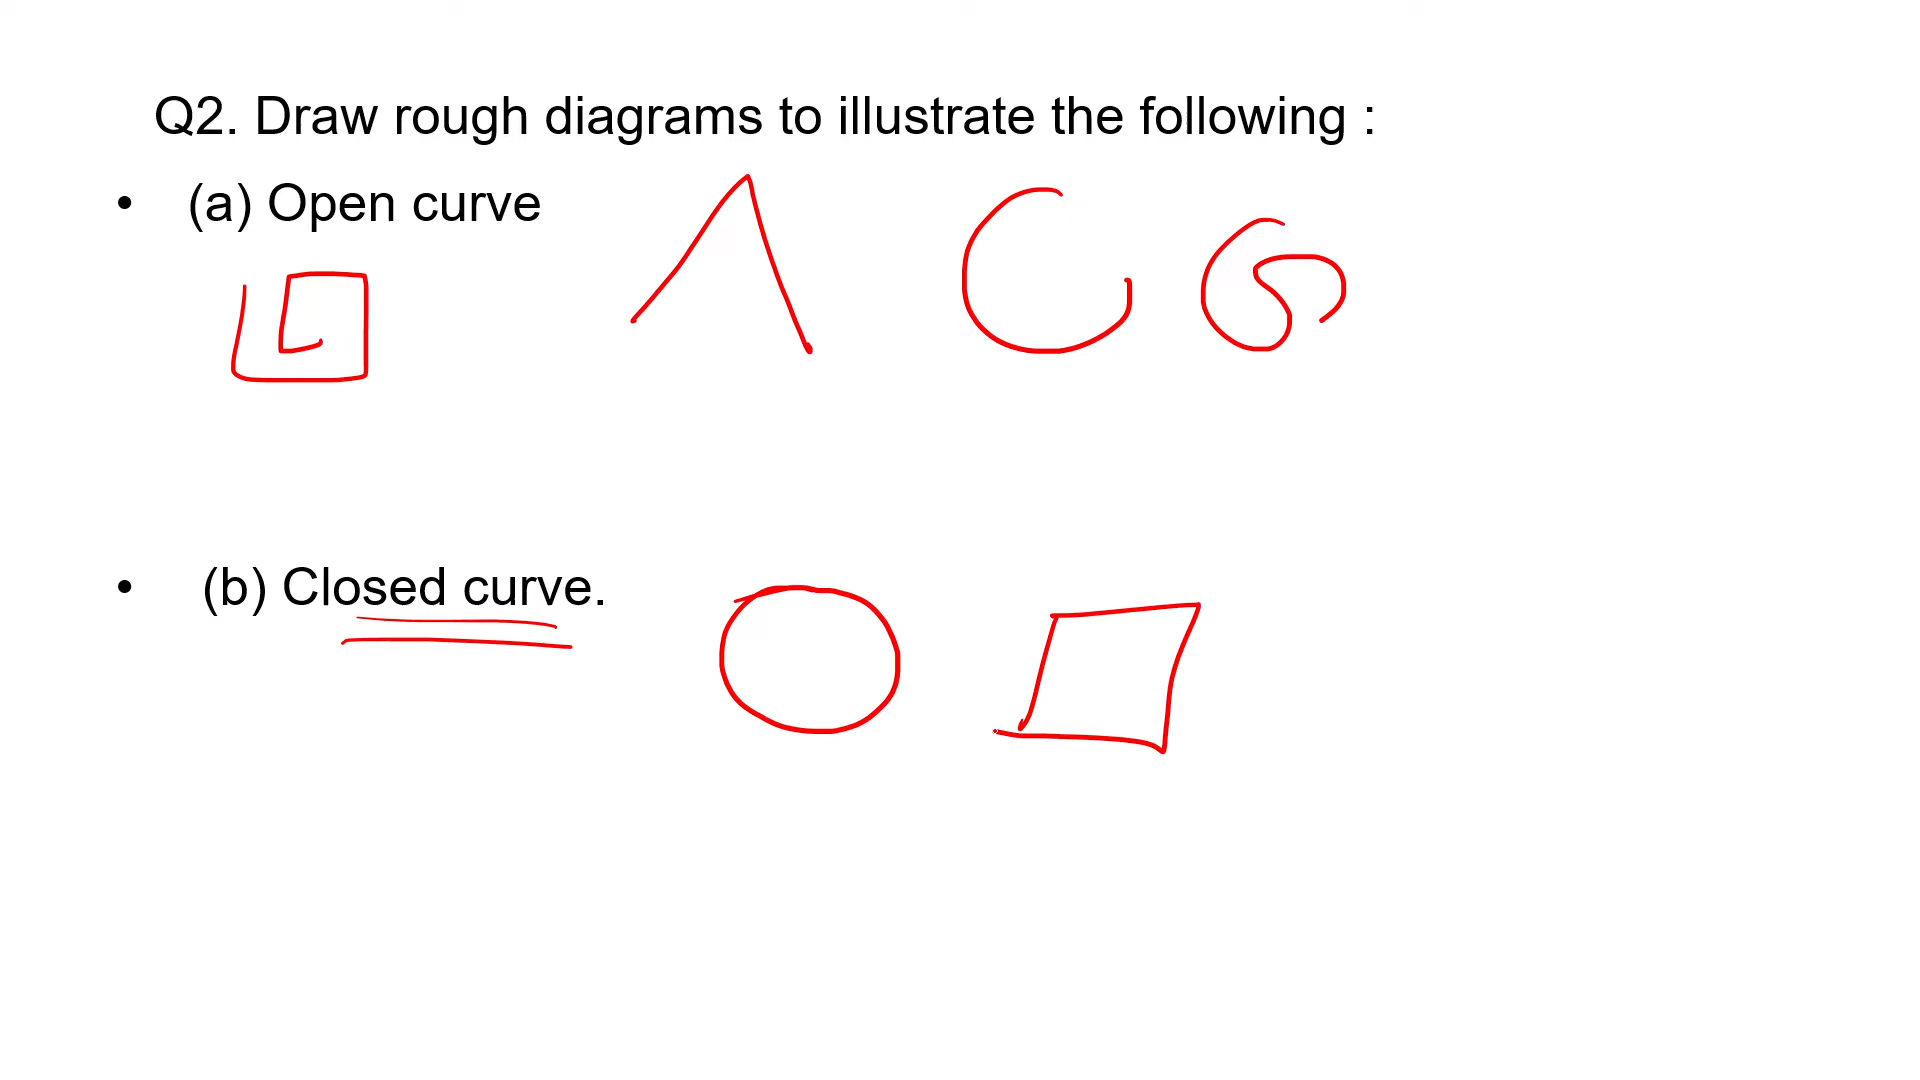 Q2. Draw rough diagrams to illustrate the following :
• (a) Open curve
• (b) Closed curve.